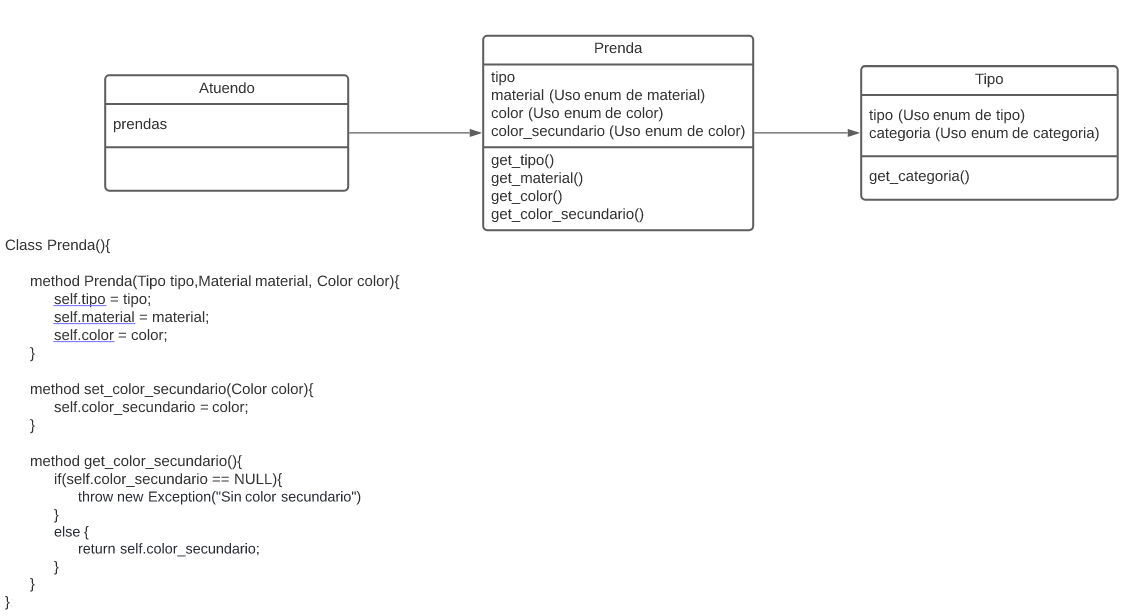 Atuendo
prendas
Prenda
tipo
material (Uso enum de material)
color (Uso enum de color)
color_secundario (Uso enum de color)
get_tipo()
get_material()
get_color()
get_color_secundario()
Tipo
tipo (Uso enum de tipo)
categoria (Uso enum de categoria)
get_categoria()
Class Prenda(){
method Prenda(Tipo tipo,Material material, Color color){
self.tipo = tipo;
self.material = material;
self.color = color;
}
method set_color_secundario(Color color){
self.color_secundario = color;
}
method get_color_secundario(){
if(self.color_secundario == NULL){
throw new Exception("Sin color secundario")
}
else {
return self.color_secundario;
}
}
}